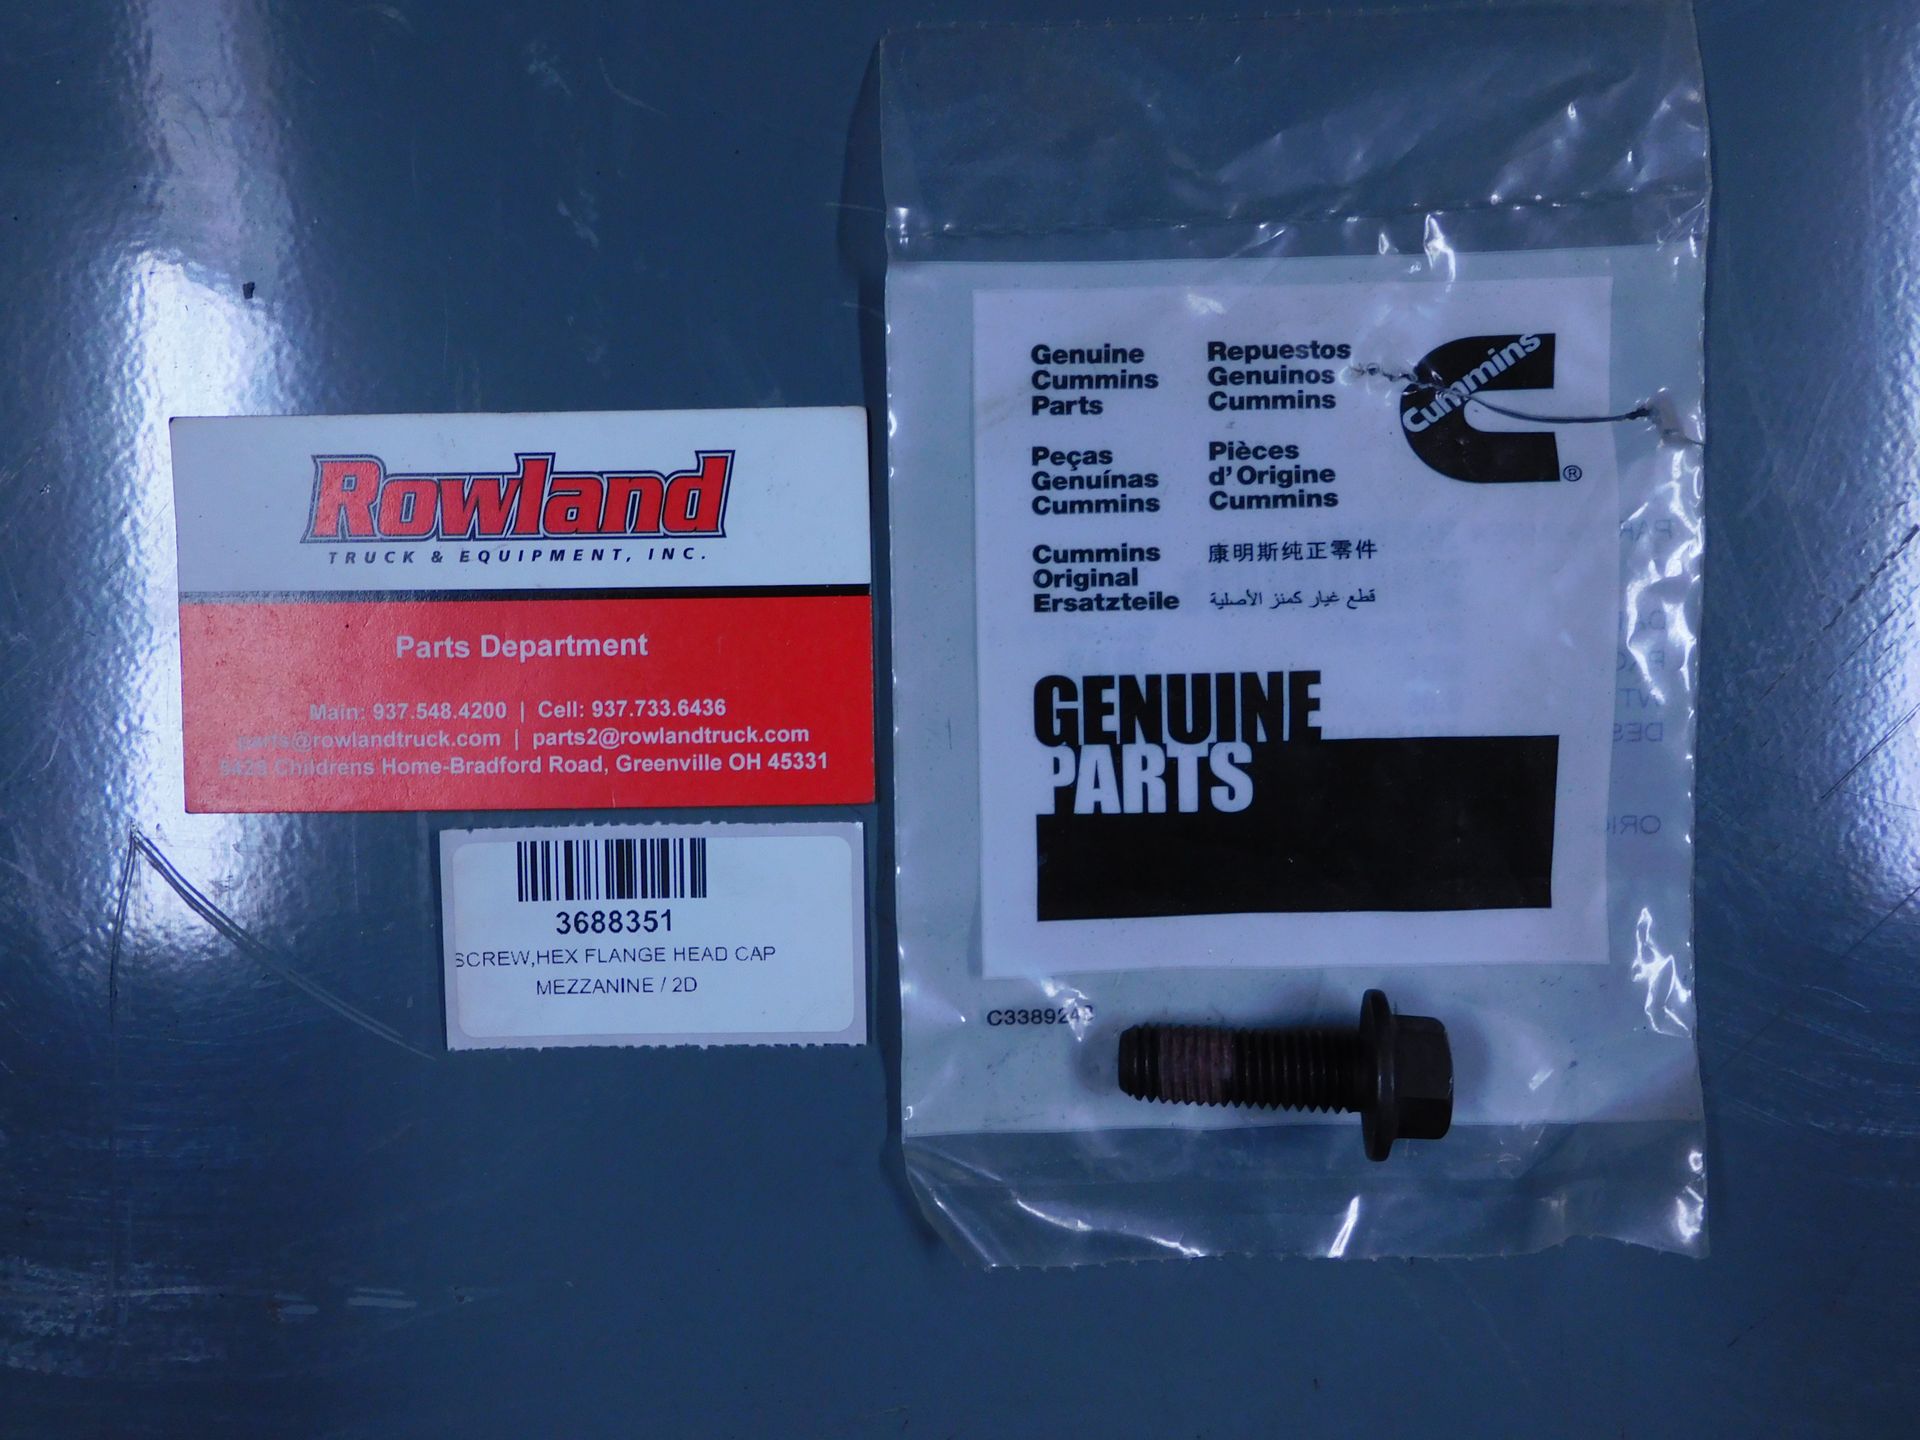 Rowland
TRUCK & EQUIPMENT, INC.
Parts Department
Main: 937.548.4200 | Cell: 937.733.6436
parts@rowlandtruck.com | parts2@rowlandtruck.com
Childrens Home-Bradford Road, Greenville OH 45331
3688351
SCREW,HEX FLANGE HEAD CAP
MEZZANINE / 2D
Genuine
Cummins
Parts
Repuestos
Genuinos
Cummins
Cummins
®
Peças
Genuínas
Cummins
Pièces
d'Origine
Cummins
Cummins
Original
Ersatzteile
康明斯纯正零件
قطع غيار كمنز الأصلية
GENUINE
PARTS